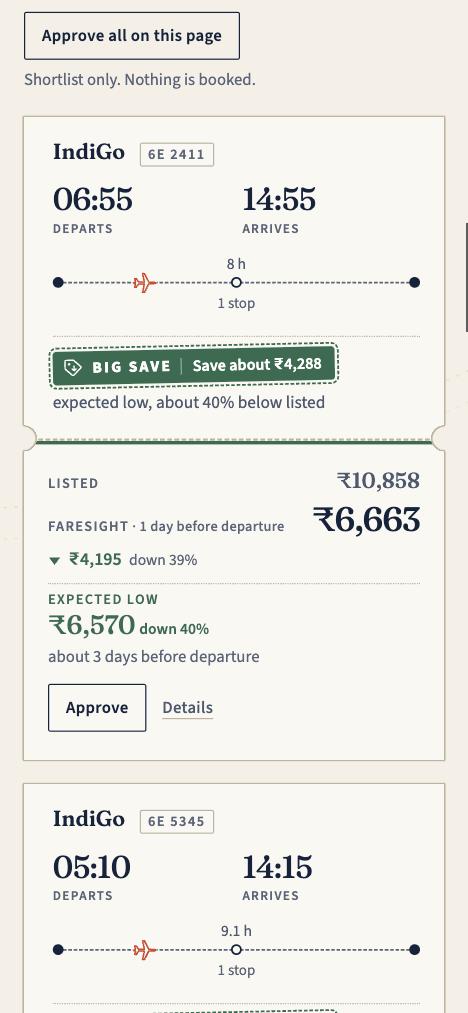 Approve all on this page
Shortlist only. Nothing is booked.
IndiGo 6E 2411
06:55 14:55
DEPARTS ARRIVES
8 h
1 stop
BIG SAVE Save about ₹4,288
expected low, about 40% below listed
LISTED ₹10,858
FARESIGHT · 1 day before departure ₹6,663
₹4,195 down 39%
EXPECTED LOW
₹6,570 down 40%
about 3 days before departure
Approve Details
IndiGo 6E 5345
05:10 14:15
DEPARTS ARRIVES
9.1 h
1 stop